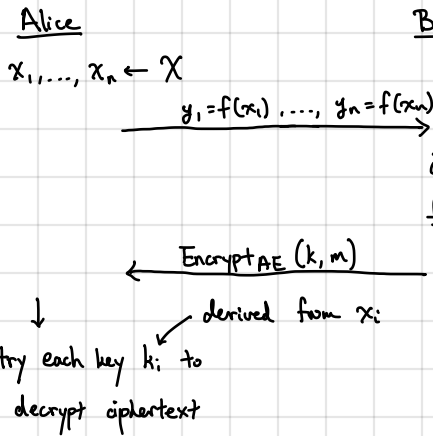 Alice
x₁,..., xₙ ← X
y₁=f(x₁),..., yₙ=f(xₙ)
Encrypt_AE (k, m)
derived from xᵢ
try each key kᵢ to
decrypt ciphertext